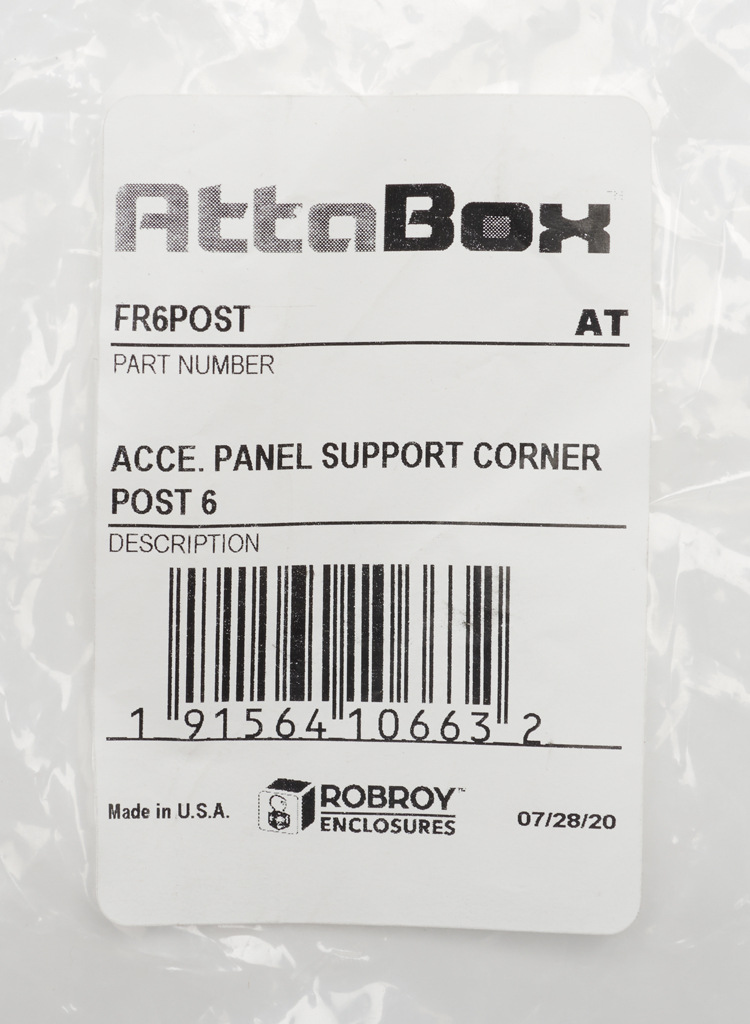 AttaBox
FR6POST AT
PART NUMBER
ACCE. PANEL SUPPORT CORNER
POST 6
DESCRIPTION
1 91564 10663 2
Made in U.S.A. ROBROY™ ENCLOSURES 07/28/20